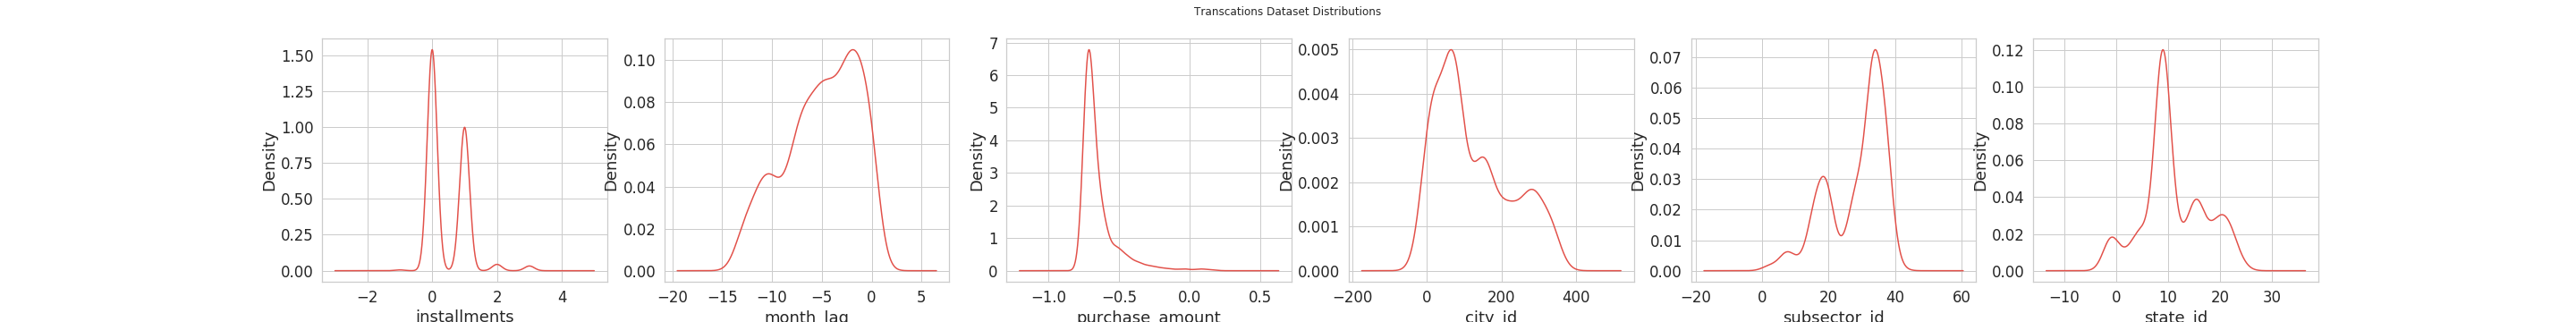 Transcations Dataset Distributions
1.50
1.25
1.00
0.75
0.50
0.25
0.00
Density
−2 0 2 4
installments
0.10
0.08
0.06
0.04
0.02
0.00
Density
−20 −15 −10 −5 0 5
month_lag
7
6
5
4
3
2
1
0
Density
−1.0 −0.5 0.0 0.5
purchase_amount
0.005
0.004
0.003
0.002
0.001
0.000
Density
−200 0 200 400
city_id
0.07
0.06
0.05
0.04
0.03
0.02
0.01
0.00
Density
−20 0 20 40 60
subsector_id
0.12
0.10
0.08
0.06
0.04
0.02
0.00
Density
−10 0 10 20 30
state_id